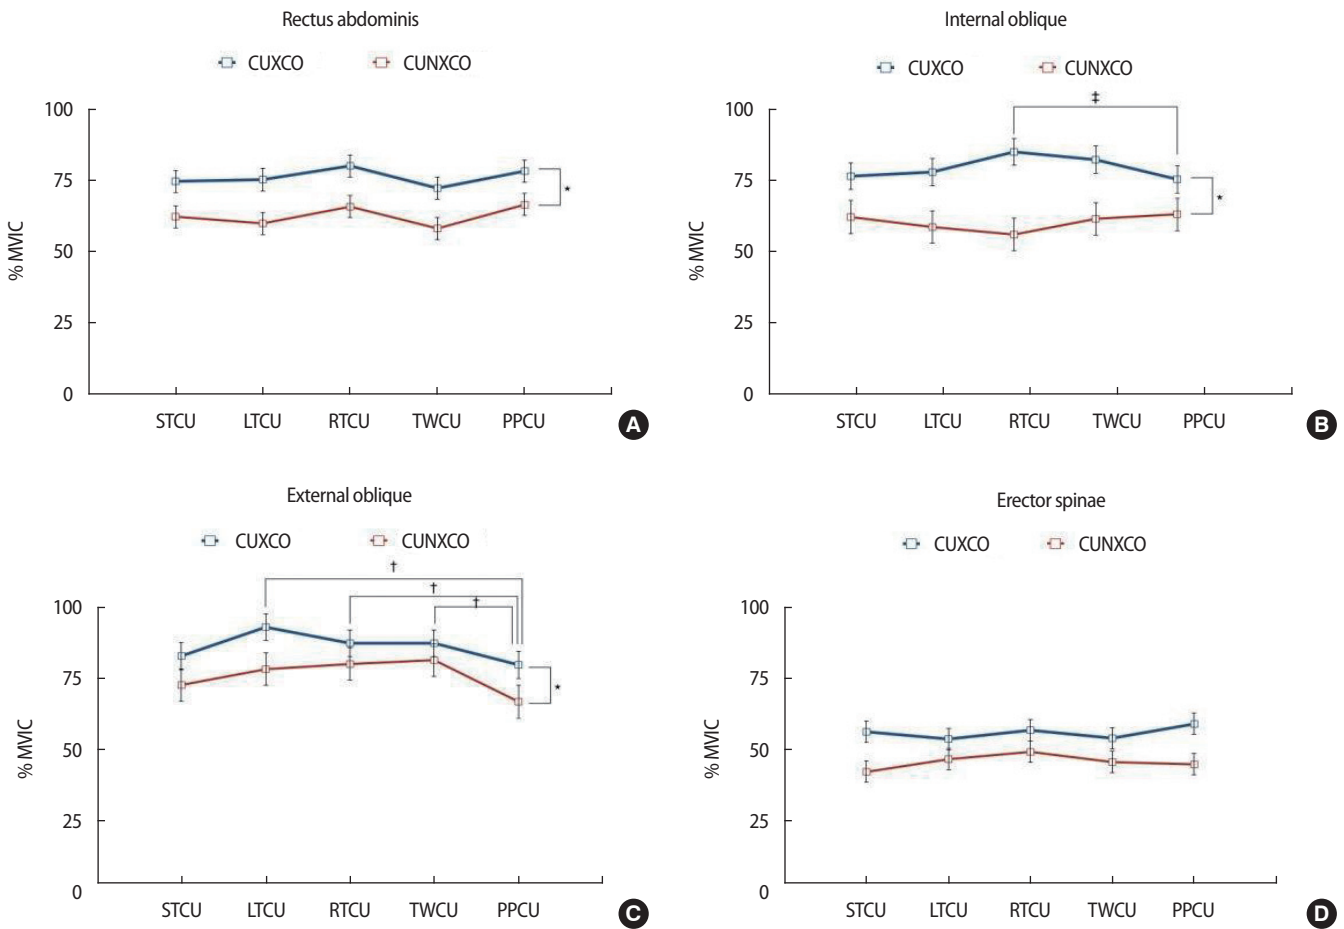 Rectus abdominis
CUXCO CUNXCO
100
75
50
25
0
% MVIC
*
STCU LTCU RTCU TWCU PPCU
A
Internal oblique
CUXCO CUNXCO
‡
100
75
50
25
0
% MVIC
*
STCU LTCU RTCU TWCU PPCU
B
External oblique
CUXCO CUNXCO
†
†
†
100
75
50
25
0
% MVIC
*
STCU LTCU RTCU TWCU PPCU
C
Erector spinae
CUXCO CUNXCO
100
75
50
25
0
% MVIC
STCU LTCU RTCU TWCU PPCU
D